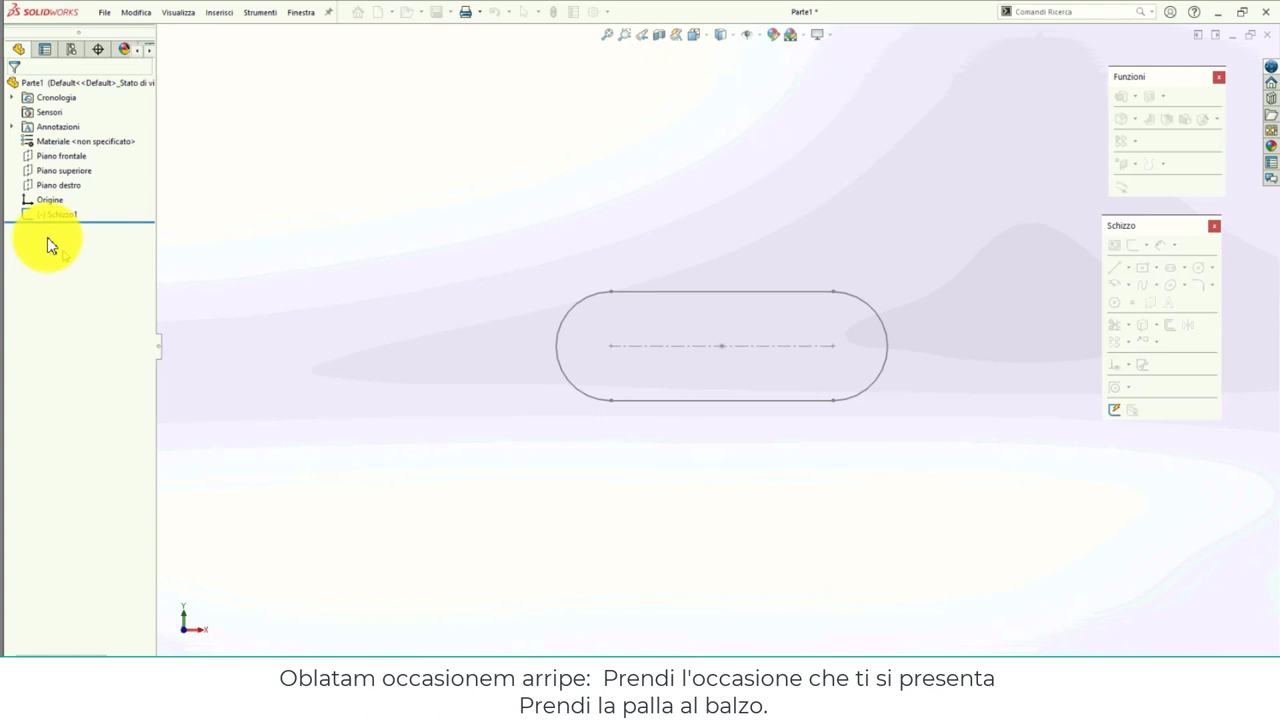 SOLIDWORKS
File
Modifica
Visualizza
Inserisci
Strumenti
Finestra
Parte1 *
Comandi Ricerca
Parte1 (Default<<Default>_Stato di vi
Cronologia
Sensori
Annotazioni
Materiale <non specificato>
Piano frontale
Piano superiore
Piano destro
Origine
(-) Schizzo1
Funzioni
Schizzo
Y
X
Oblatam occasionem arripe: Prendi l'occasione che ti si presenta
Prendi la palla al balzo.